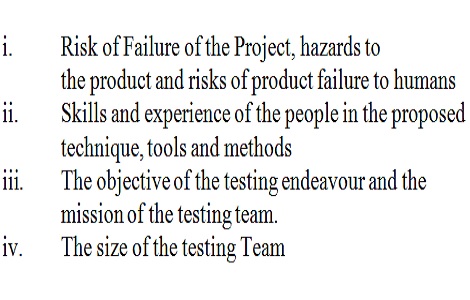 i. Risk of Failure of the Project, hazards to
the product and risks of product failure to humans
ii. Skills and experience of the people in the proposed
technique, tools and methods
iii. The objective of the testing endeavour and the
mission of the testing team.
iv. The size of the testing Team